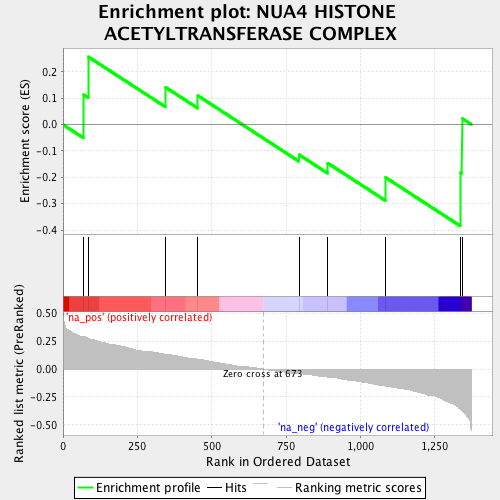 Enrichment plot: NUA4 HISTONE
ACETYLTRANSFERASE COMPLEX
Enrichment score (ES)
0.2
0.1
0.0
-0.1
-0.2
-0.3
-0.4
'na_pos' (positively correlated)
Ranked list metric (PreRanked)
0.50
0.25
0.00
-0.25
-0.50
Zero cross at 673
'na_neg' (negatively correlated)
0 250 500 750 1,000 1,250
Rank in Ordered Dataset
Enrichment profile Hits Ranking metric scores